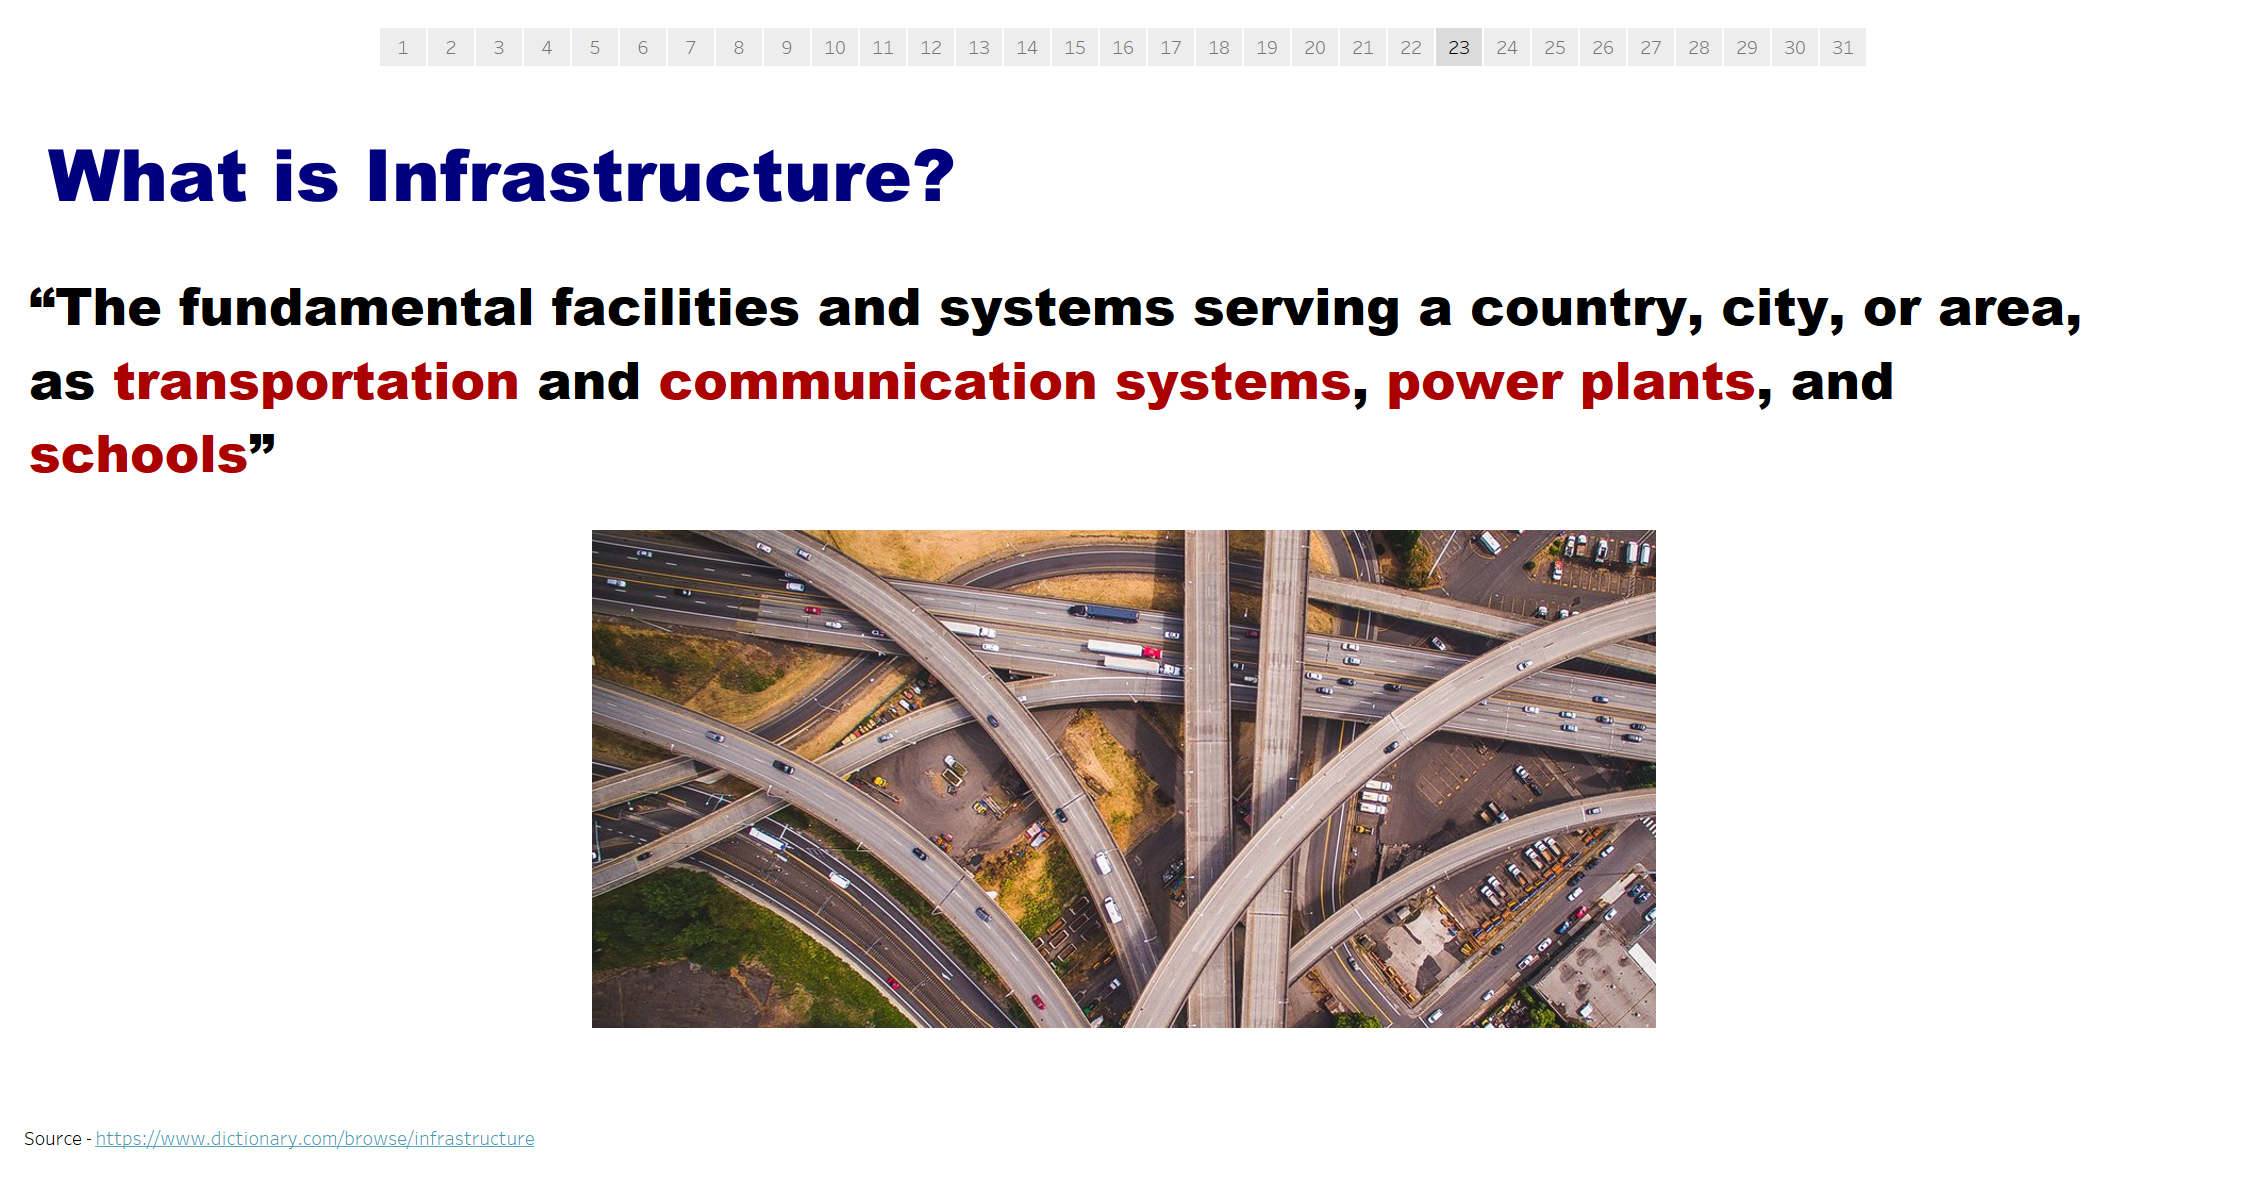 1 2 3 4 5 6 7 8 9 10 11 12 13 14 15 16 17 18 19 20 21 22 23 24 25 26 27 28 29 30 31
What is Infrastructure?
“The fundamental facilities and systems serving a country, city, or area,
as transportation and communication systems, power plants, and
schools”
Source - https://www.dictionary.com/browse/infrastructure